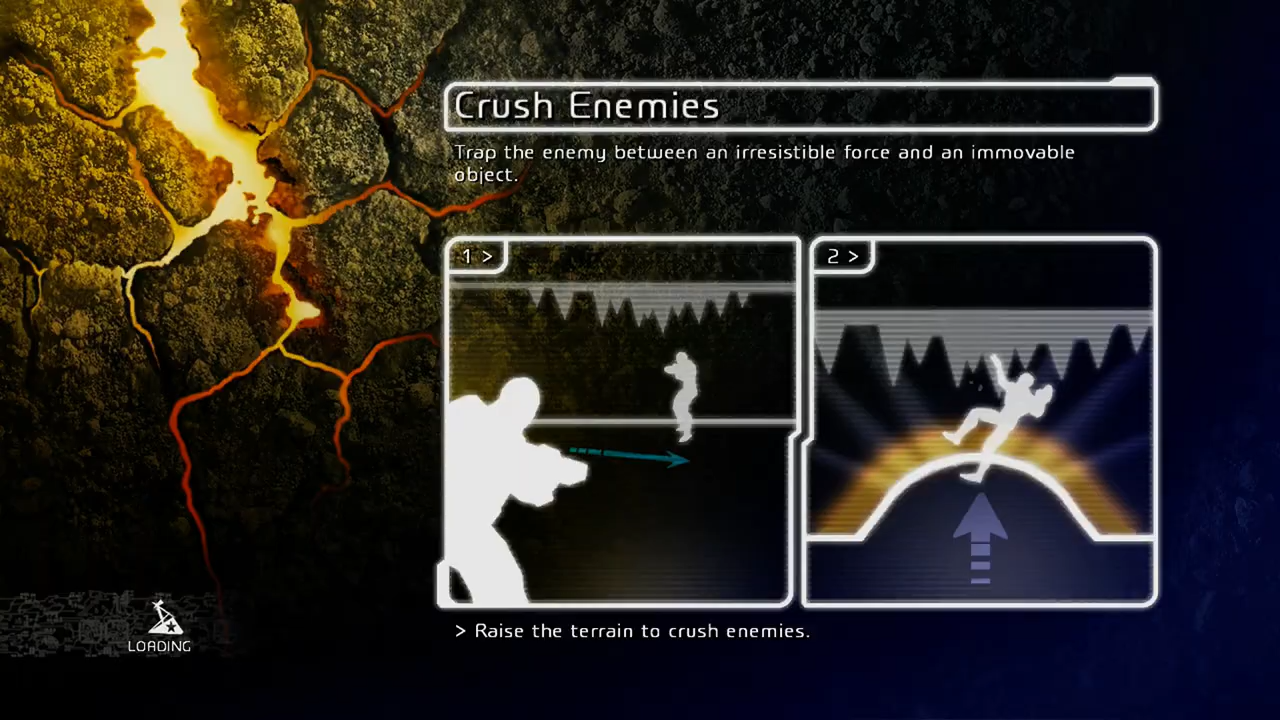 Crush Enemies
Trap the enemy between an irresistible force and an immovable
object.
1 >
2 >
> Raise the terrain to crush enemies.
LOADING